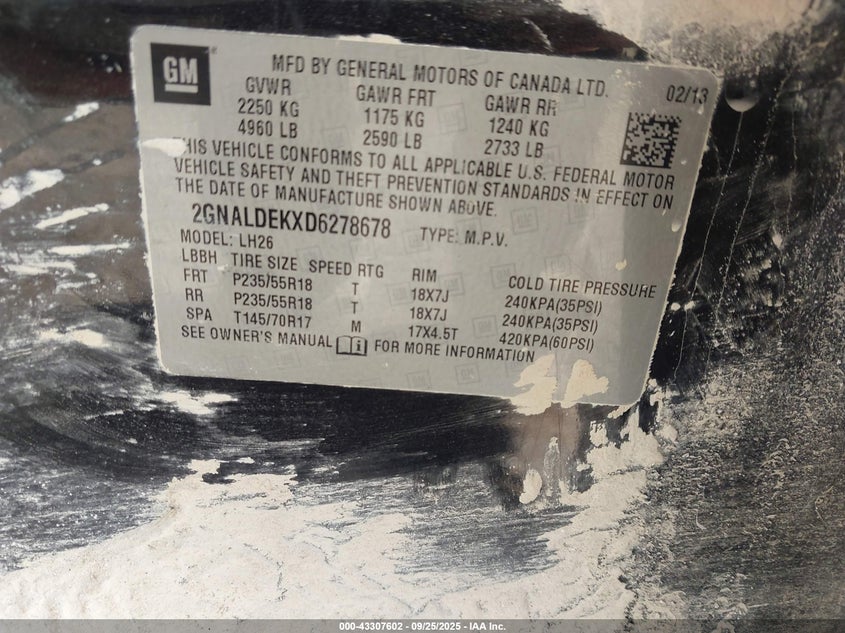 GM
MFD BY GENERAL MOTORS OF CANADA LTD. 02/13
GVWR GAWR FRT GAWR RR
2250 KG 1175 KG 1240 KG
4960 LB 2590 LB 2733 LB
THIS VEHICLE CONFORMS TO ALL APPLICABLE U.S. FEDERAL MOTOR
VEHICLE SAFETY AND THEFT PREVENTION STANDARDS IN EFFECT ON
THE DATE OF MANUFACTURE SHOWN ABOVE.
2GNALDEKXD6278678 TYPE: M.P.V.
MODEL: LH26
LBBH TIRE SIZE SPEED RTG RIM COLD TIRE PRESSURE
FRT P235/55R18 T 18X7J 240KPA(35PSI)
RR P235/55R18 T 18X7J 240KPA(35PSI)
SPA T145/70R17 M 17X4.5T 420KPA(60PSI)
SEE OWNER'S MANUAL i FOR MORE INFORMATION
000-43307602 - 09/25/2025 - IAA Inc.